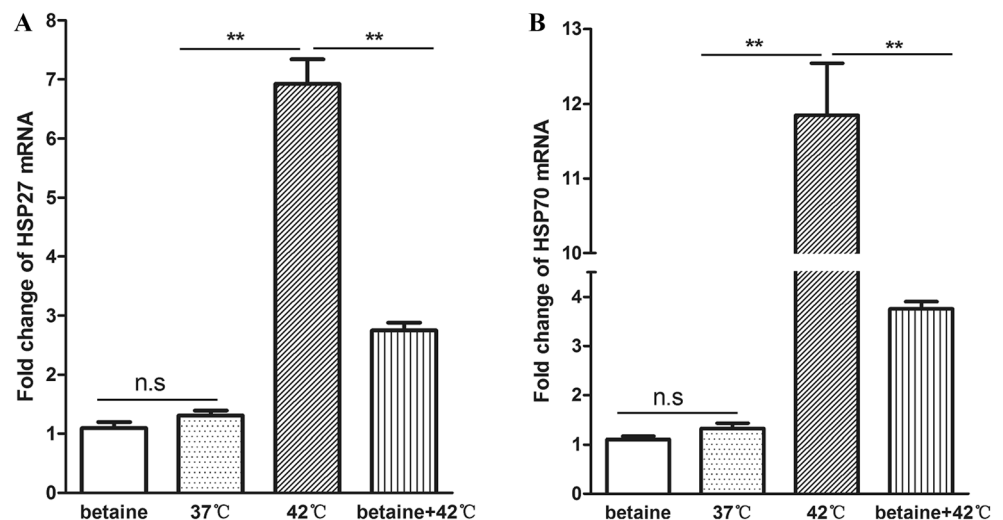 A
Fold change of HSP27 mRNA
8
7
6
5
4
3
2
1
0
**
**
n.s
betaine
37℃
42℃
betaine+42℃
B
Fold change of HSP70 mRNA
13
12
11
10
4
3
2
1
0
**
**
n.s
betaine
37℃
42℃
betaine+42℃